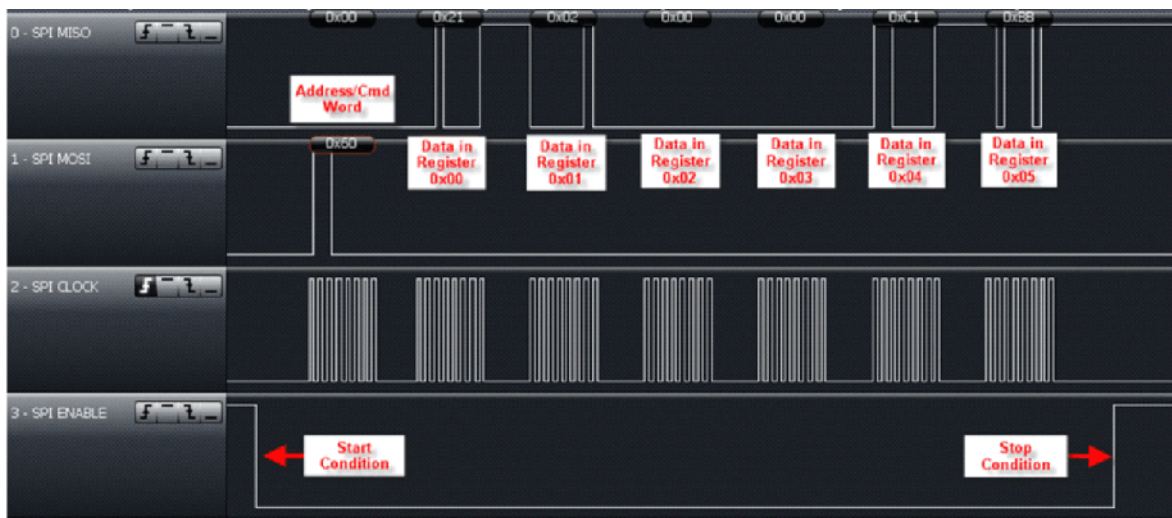 0x00 0x21 0x02 0x00 0x00 0xC1 0xBB
0 - SPI MISO
Address/Cmd
Word
0x60
1 - SPI MOSI
Data in
Register
0x00
Data in
Register
0x01
Data in
Register
0x02
Data in
Register
0x03
Data in
Register
0x04
Data in
Register
0x05
2 - SPI CLOCK
3 - SPI ENABLE
Start
Condition
Stop
Condition